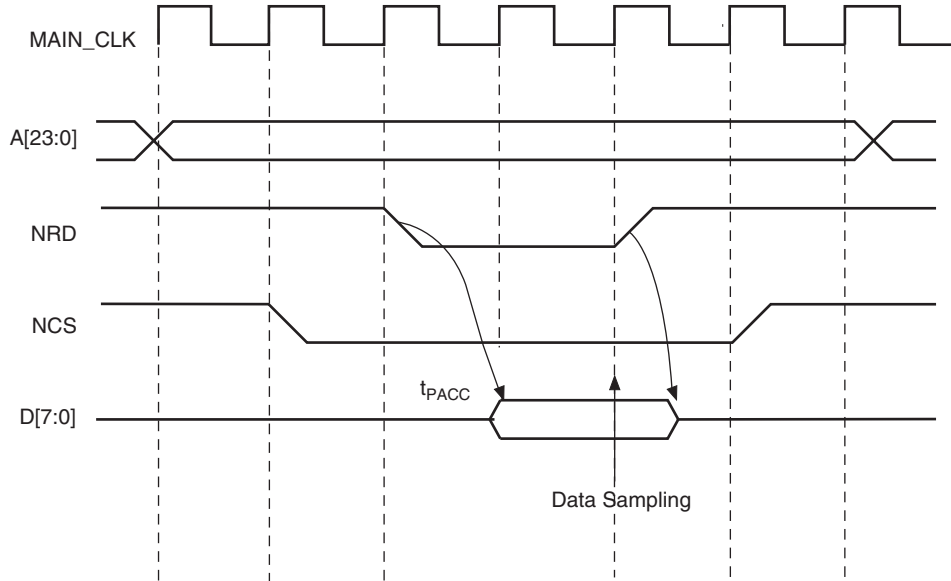 MAIN_CLK
A[23:0]
NRD
NCS
tPACC
D[7:0]
Data Sampling